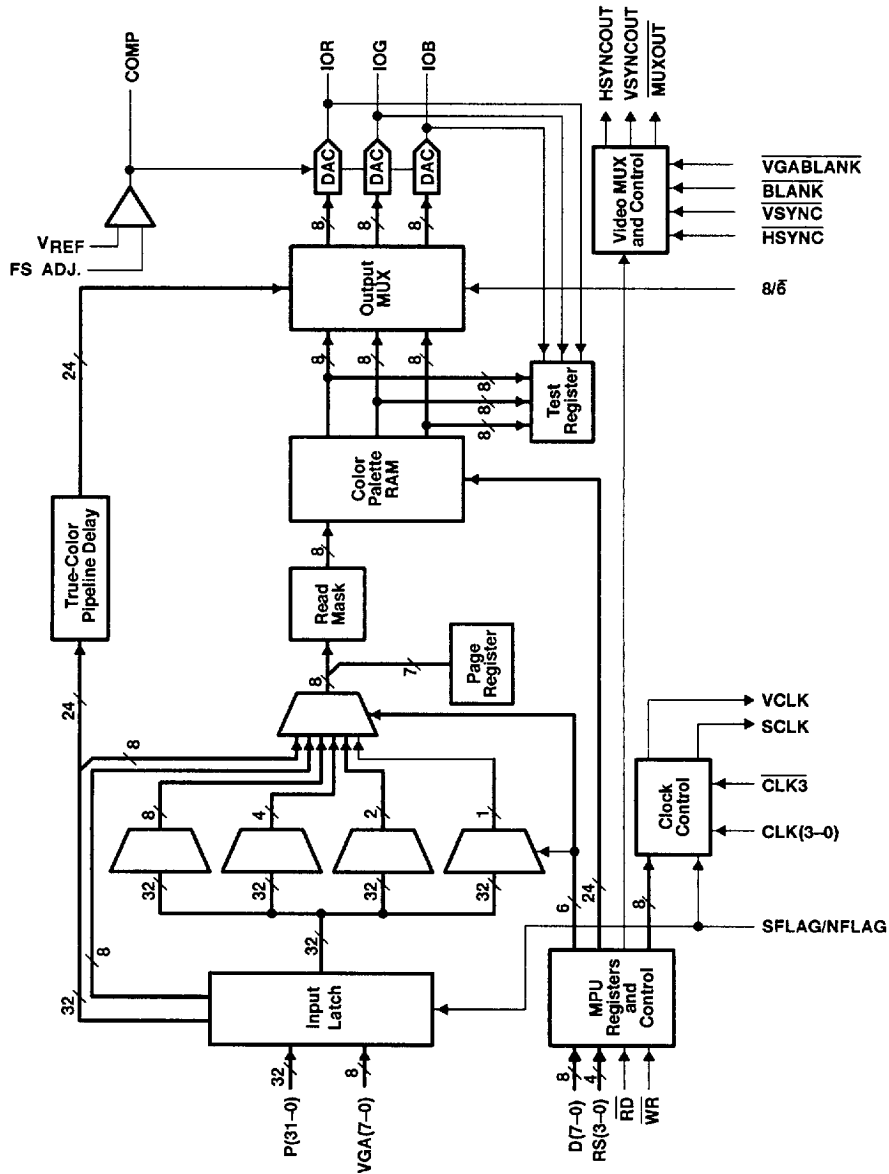 COMP
VREF
FS ADJ.
IOR
IOG
IOB
DAC
DAC
DAC
8
8
8
Output
MUX
24
True-Color
Pipeline Delay
24
32
8
8
8
8
8
8
8
8
Color
Palette
RAM
Test
Register
8
Read
Mask
8
7
Page
Register
8
4
2
1
32
32
32
32
32
Input
Latch
32
8
P(31–0)
VGA(7–0)
HSYNCOUT
VSYNCOUT
MUXOUT
Video MUX
and Control
VGABLANK
BLANK
VSYNC
HSYNC
8/6
VCLK
SCLK
Clock
Control
CLK3
CLK(3–0)
SFLAG/NFLAG
6
24
8
MPU
Registers
and
Control
8
4
D(7–0)
RS(3–0)
RD
WR